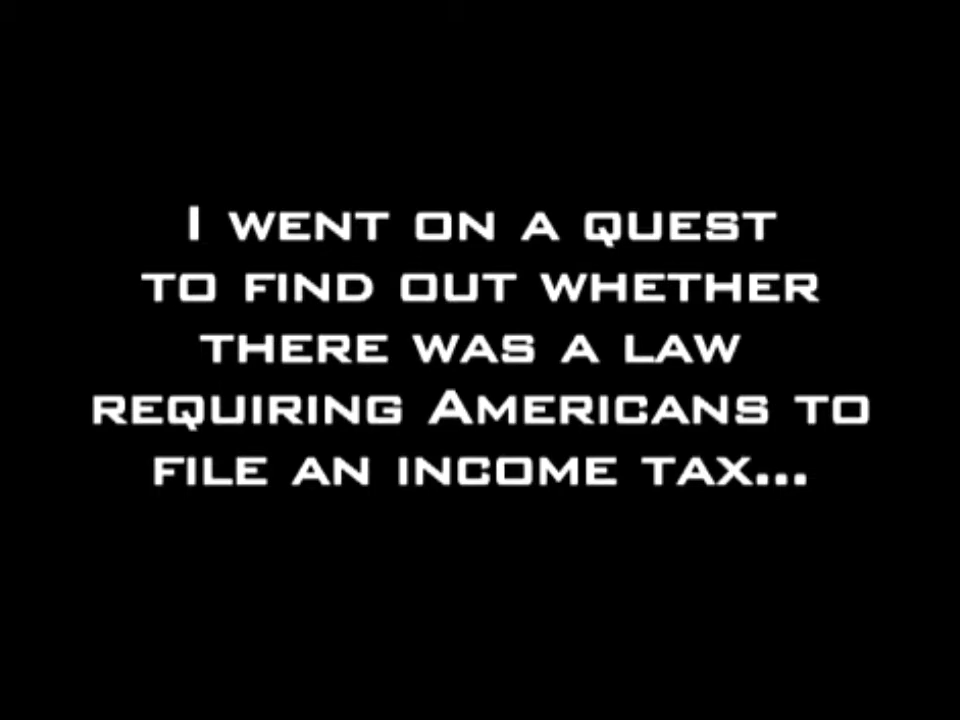 I WENT ON A QUEST
TO FIND OUT WHETHER
THERE WAS A LAW
REQUIRING AMERICANS TO
FILE AN INCOME TAX...